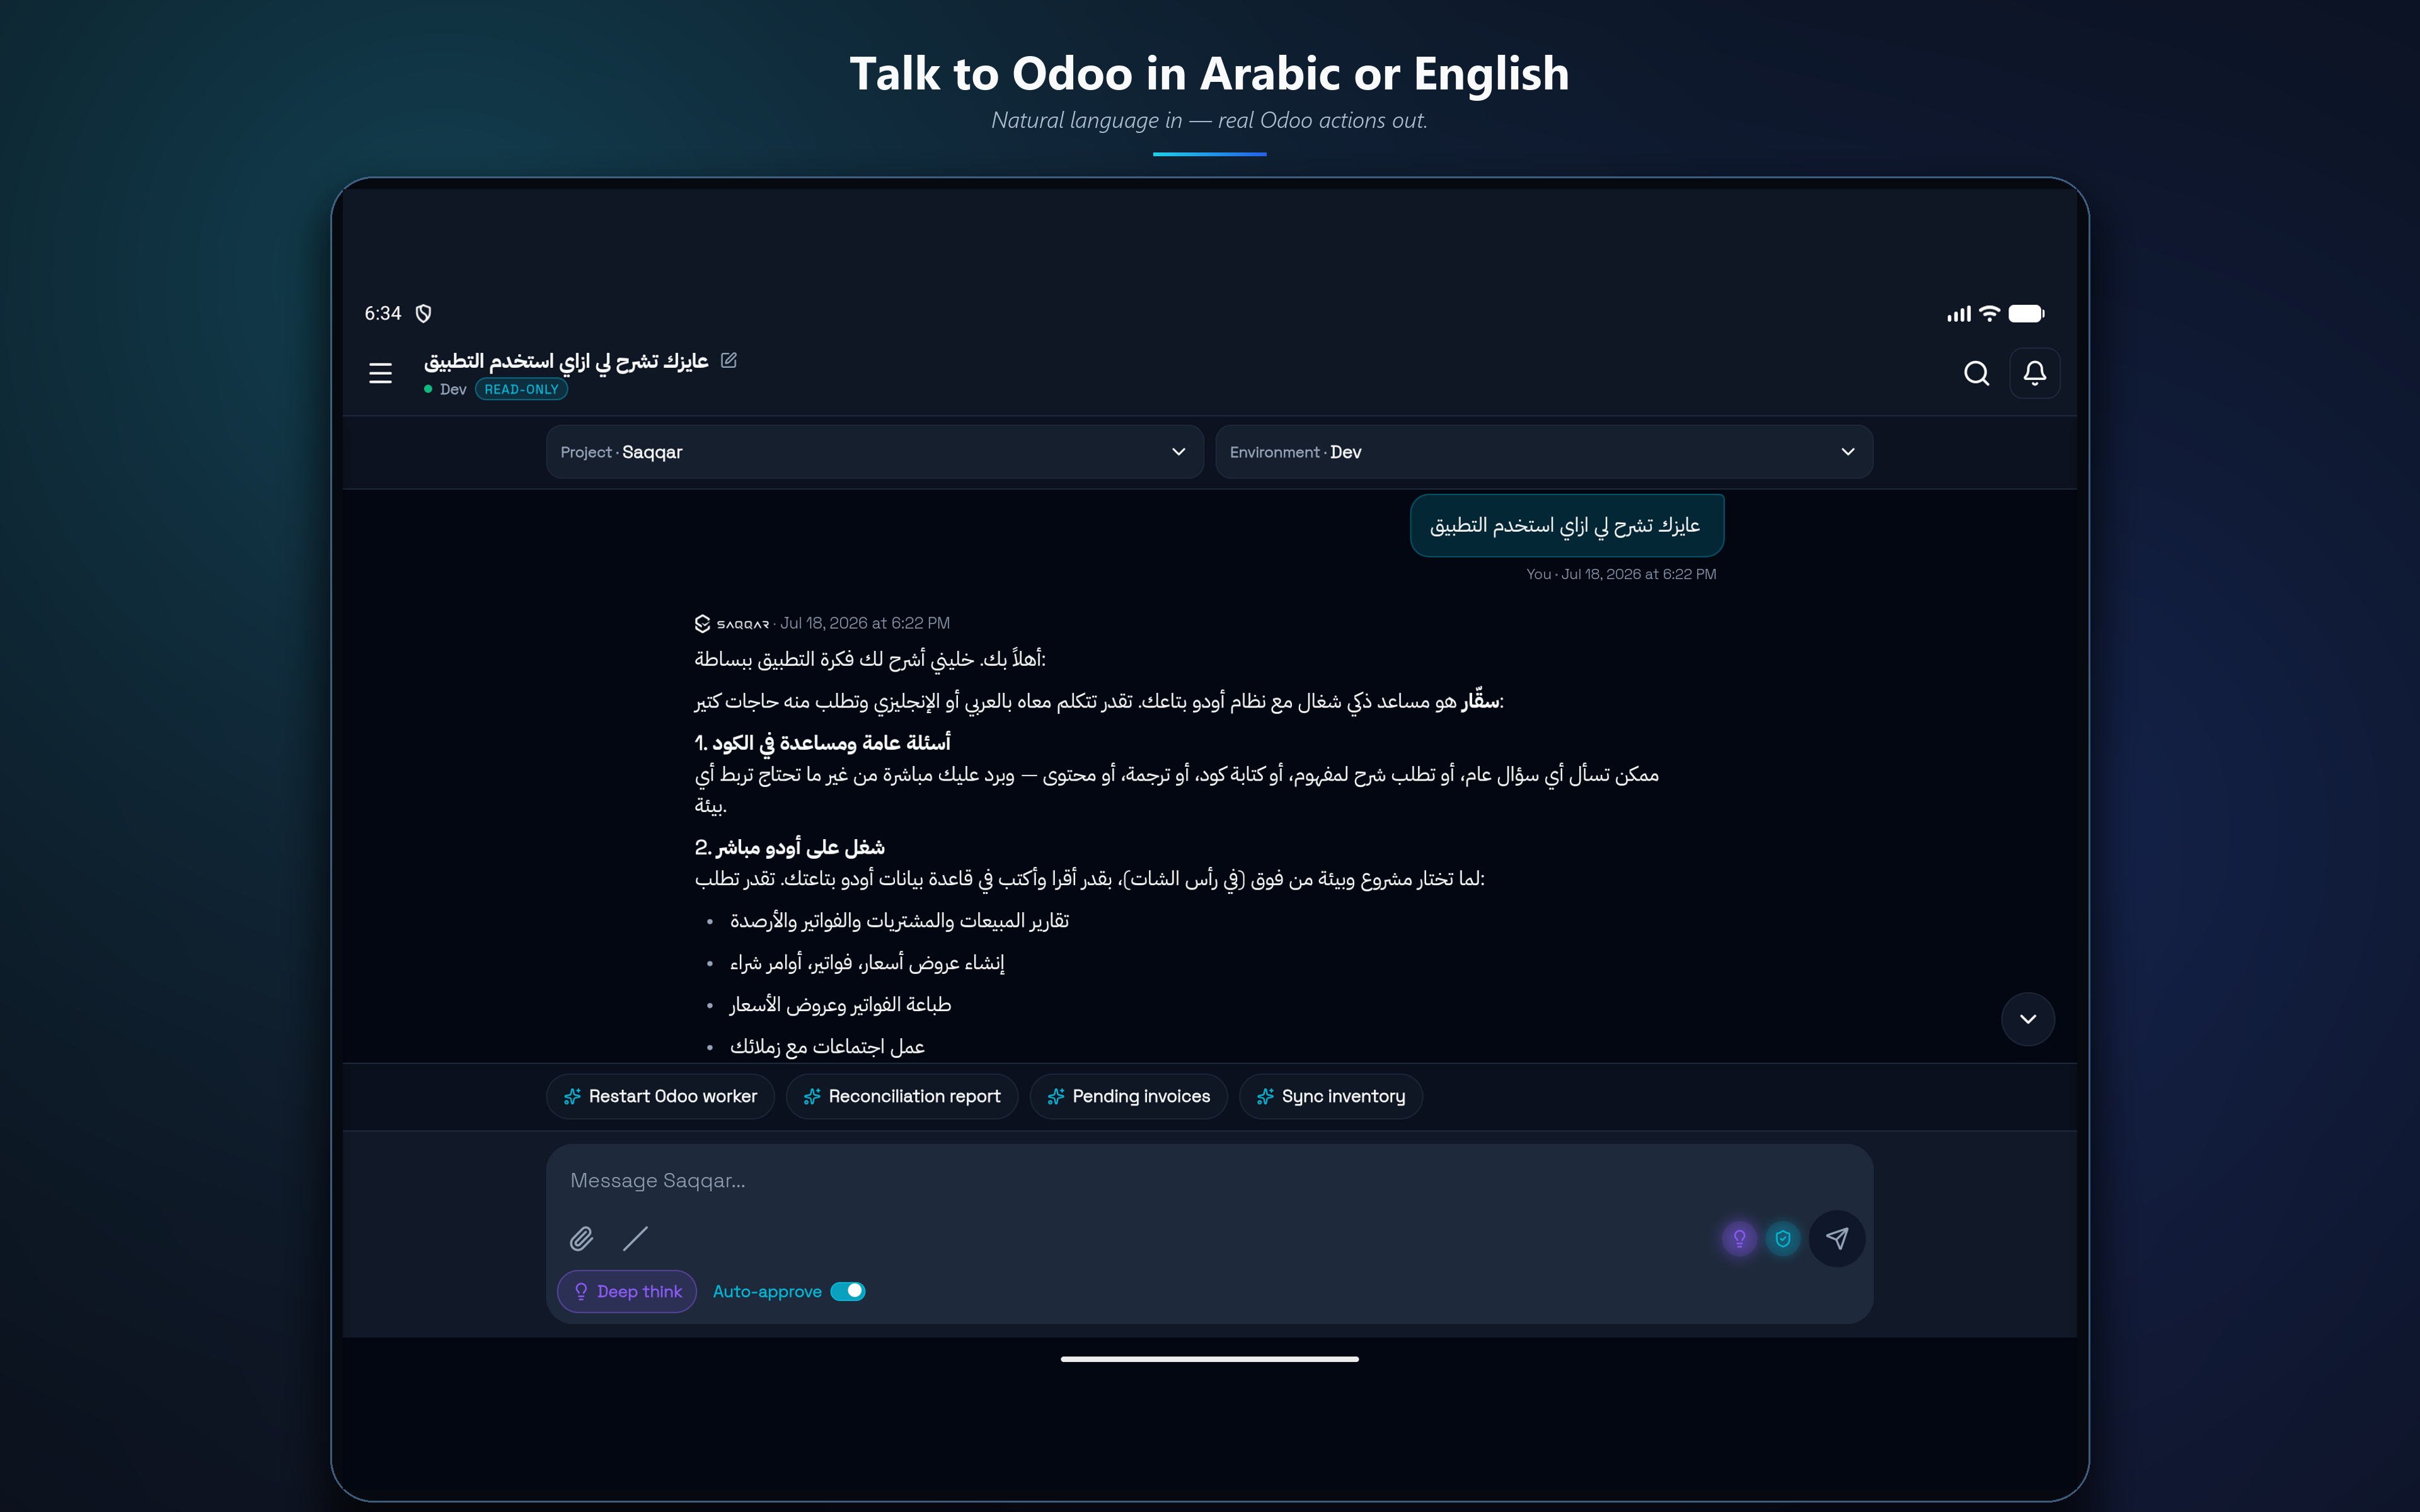 Talk to Odoo in Arabic or English
Natural language in — real Odoo actions out.
6:34
عايزك تشرح لي ازاي استخدم التطبيق
Dev READ-ONLY
Project · Saqqar
Environment · Dev
عايزك تشرح لي ازاي استخدم التطبيق
You · Jul 18, 2026 at 6:22 PM
SAQQAR · Jul 18, 2026 at 6:22 PM
أهلاً بك. خليني أشرح لك فكرة التطبيق ببساطة:
سقّار هو مساعد ذكي شغال مع نظام أودو بتاعك. تقدر تتكلم معاه بالعربي أو الإنجليزي وتطلب منه حاجات كتير:
1. أسئلة عامة ومساعدة في الكود
ممكن تسأل أي سؤال عام، أو تطلب شرح لمفهوم، أو كتابة كود، أو ترجمة، أو محتوى — وبرد عليك مباشرة من غير ما تحتاج تربط أي
بيئة.
2. شغل على أودو مباشر
لما تختار مشروع وبيئة من فوق (في رأس الشات)، بقدر أقرا وأكتب في قاعدة بيانات أودو بتاعتك. تقدر تطلب:
• تقارير المبيعات والمشتريات والفواتير والأرصدة
• إنشاء عروض أسعار، فواتير، أوامر شراء
• طباعة الفواتير وعروض الأسعار
• عمل اجتماعات مع زملائك
Restart Odoo worker
Reconciliation report
Pending invoices
Sync inventory
Message Saqqar...
Deep think
Auto-approve